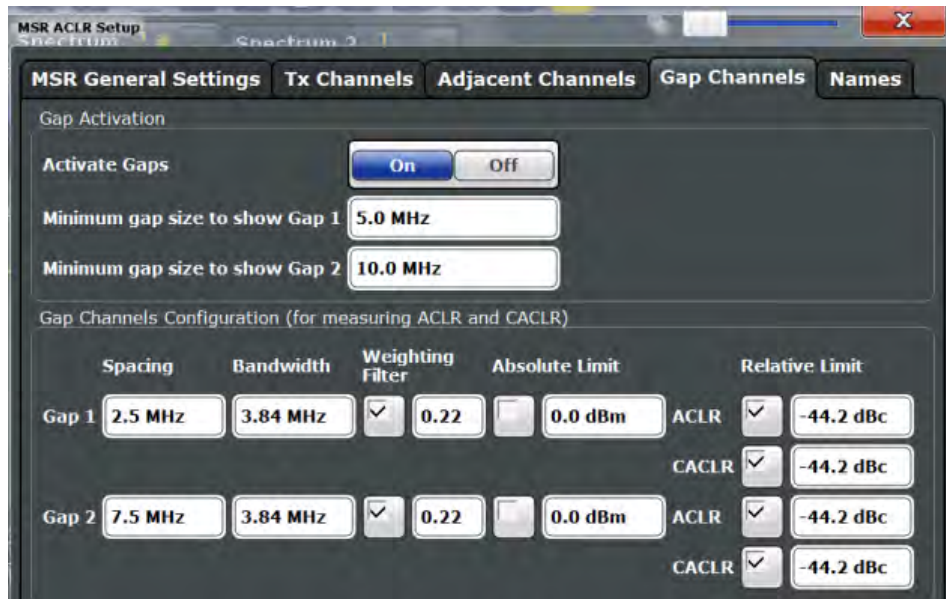 MSR ACLR Setup
Spectrum Spectrum 2
MSR General Settings Tx Channels Adjacent Channels Gap Channels Names
Gap Activation
Activate Gaps On Off
Minimum gap size to show Gap 1 5.0 MHz
Minimum gap size to show Gap 2 10.0 MHz
Gap Channels Configuration (for measuring ACLR and CACLR)
Spacing Bandwidth Weighting Filter Absolute Limit Relative Limit
Gap 1 2.5 MHz 3.84 MHz 0.22 0.0 dBm ACLR -44.2 dBc
CACLR -44.2 dBc
Gap 2 7.5 MHz 3.84 MHz 0.22 0.0 dBm ACLR -44.2 dBc
CACLR -44.2 dBc